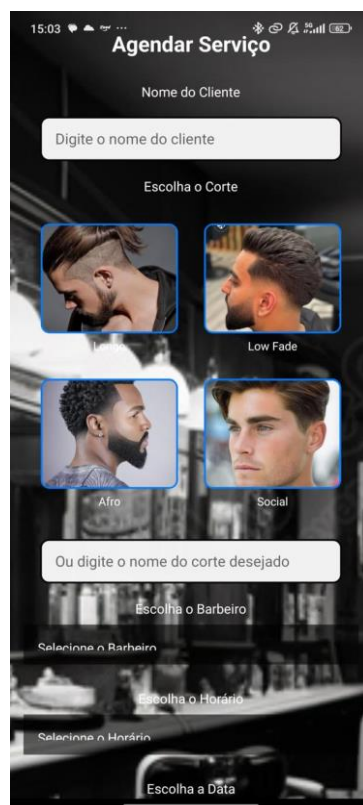 15:03
Agendar Serviço
Nome do Cliente
Digite o nome do cliente
Escolha o Corte
Longo
Low Fade
Afro
Social
Ou digite o nome do corte desejado
Escolha o Barbeiro
Selecione o Barbeiro
Escolha o Horário
Selecione o Horário
Escolha a Data